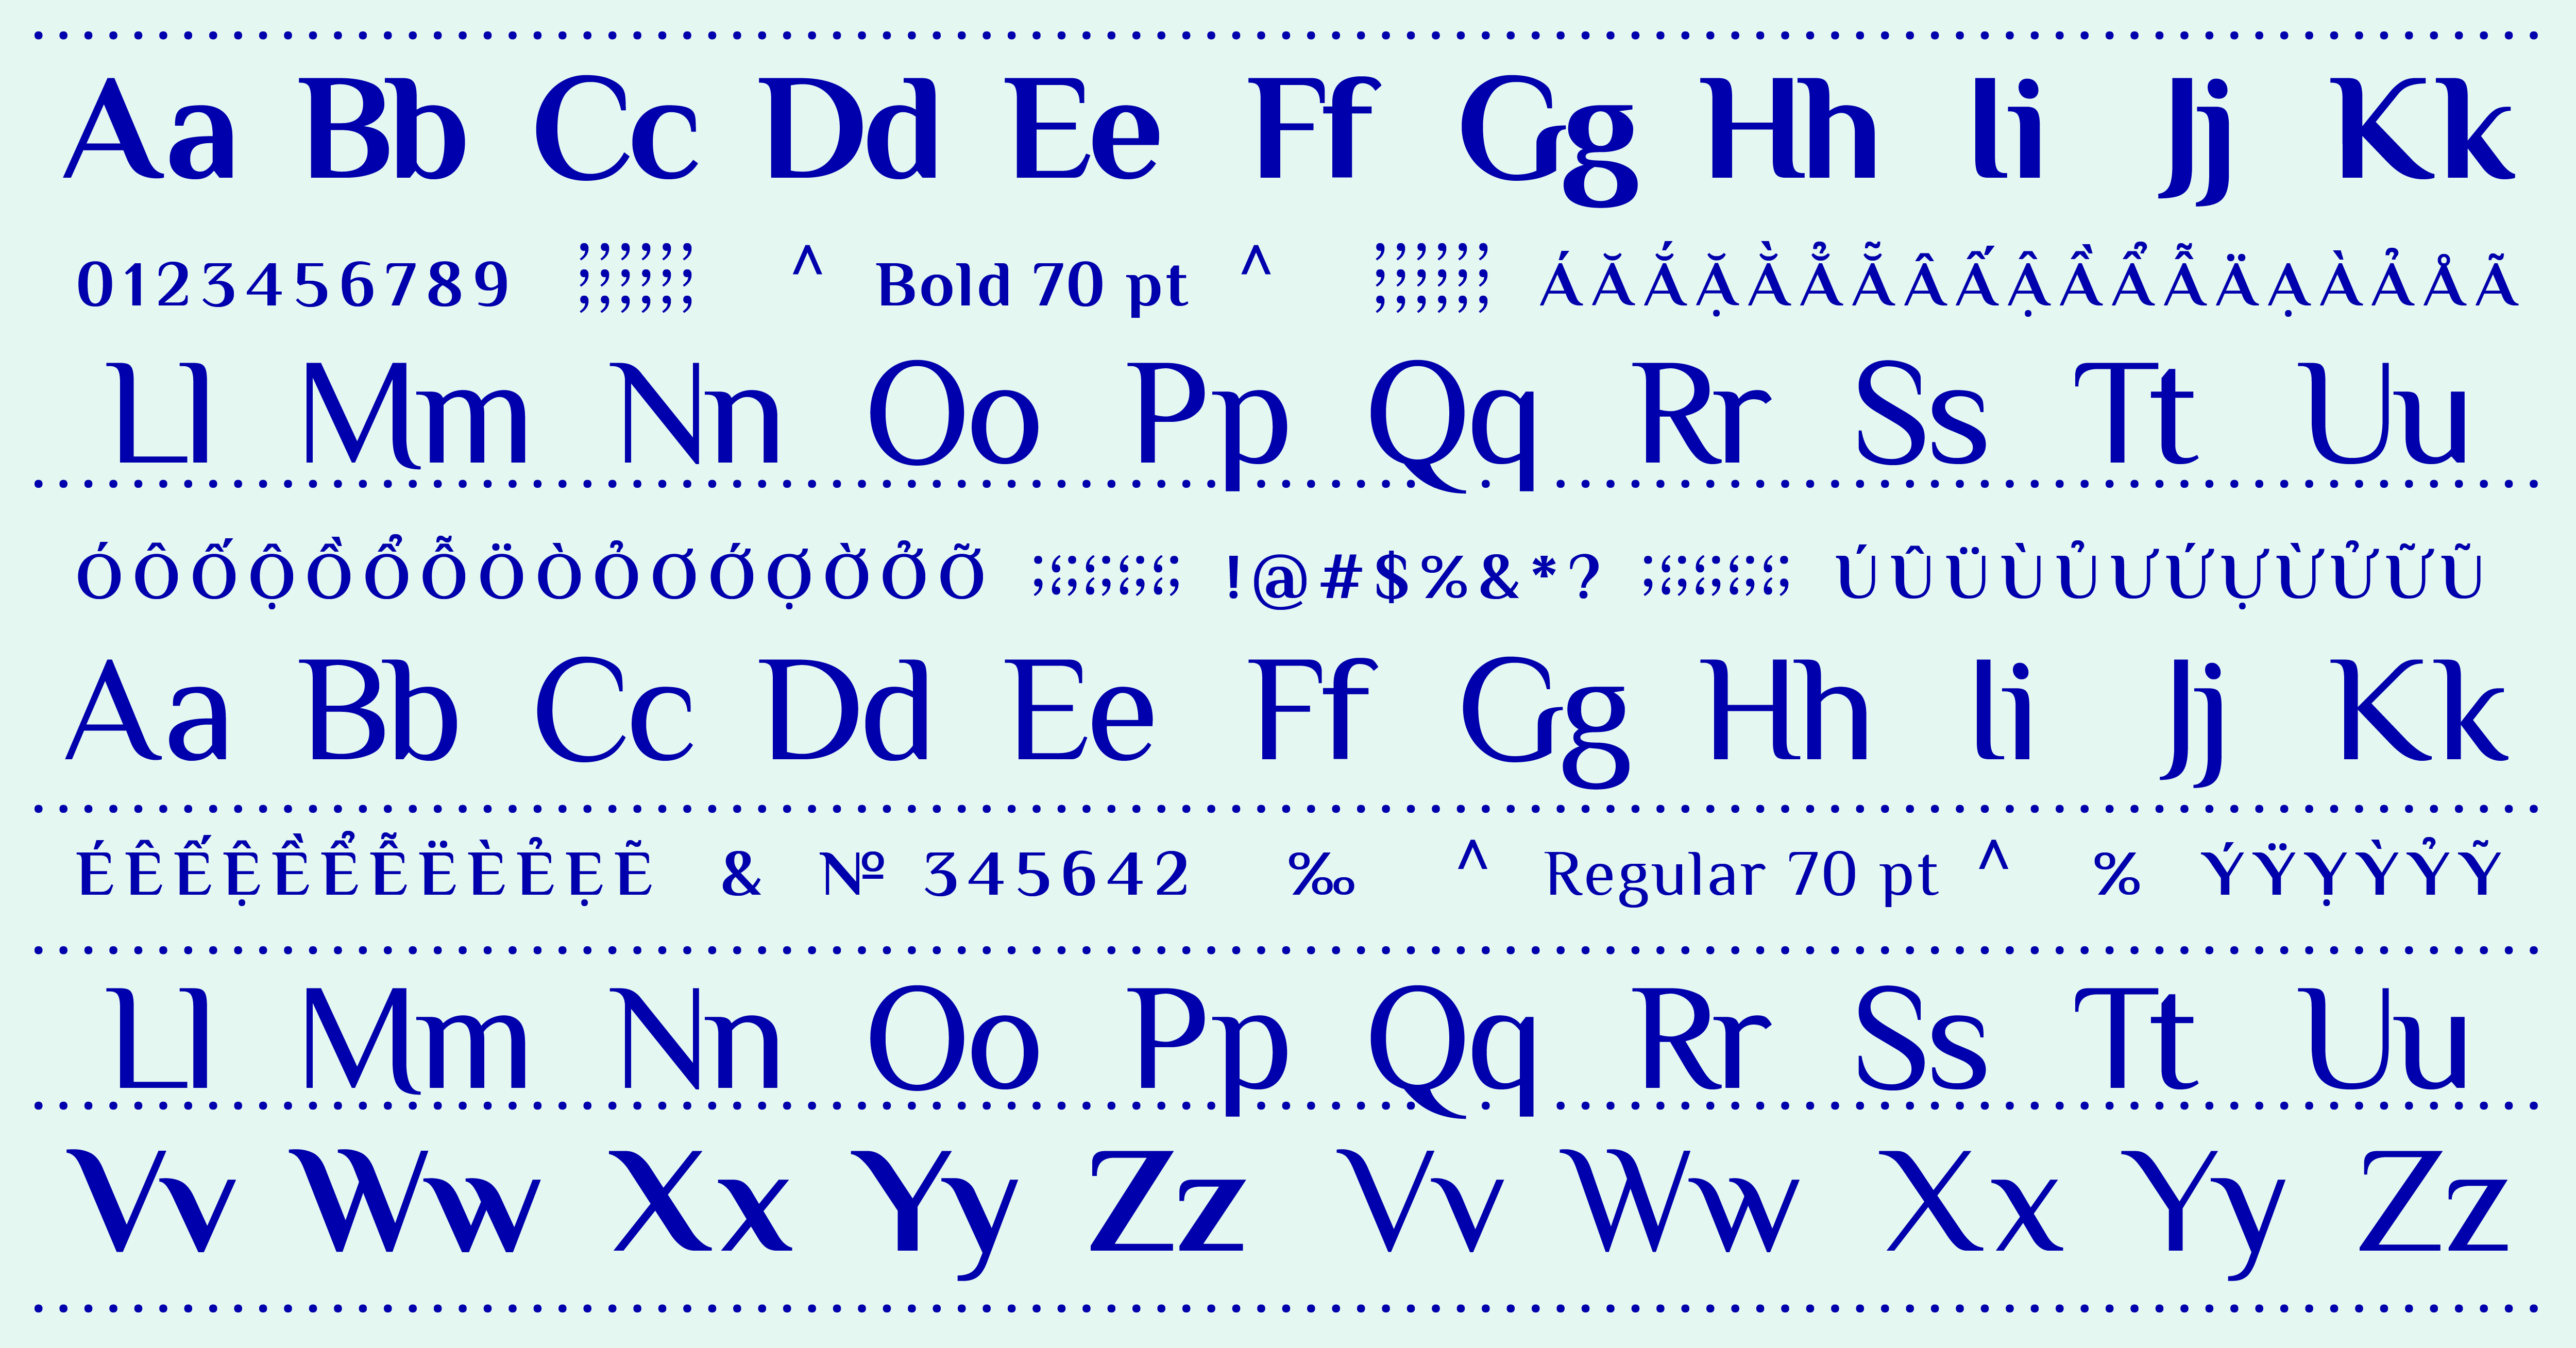 Aa Bb Cc Dd Ee Ff Gg Hh Ii Jj Kk
0123456789 ;;;;;; ^ Bold 70 pt ^ ;;;;;; ÁĂẮẶẰẲẴÂẤẬẦẨẪÄẠÀẢÅÃ
Ll Mm Nn Oo Pp Qq Rr Ss Tt Uu
ÓÔỐỘỒỔỖÖÒỎƠỚỢỜỞỠ !@#$%&*? ÚÛÜÙỦƯỨỰỪỬỮŨ
Aa Bb Cc Dd Ee Ff Gg Hh Ii Jj Kk
ÉÊẾỆỀỂỄËÈẺẸẼ & № 345642 ‰ ^ Regular 70 pt ^ % ÝŸỴỲỶỸ
Ll Mm Nn Oo Pp Qq Rr Ss Tt Uu
Vv Ww Xx Yy Zz Vv Ww Xx Yy Zz